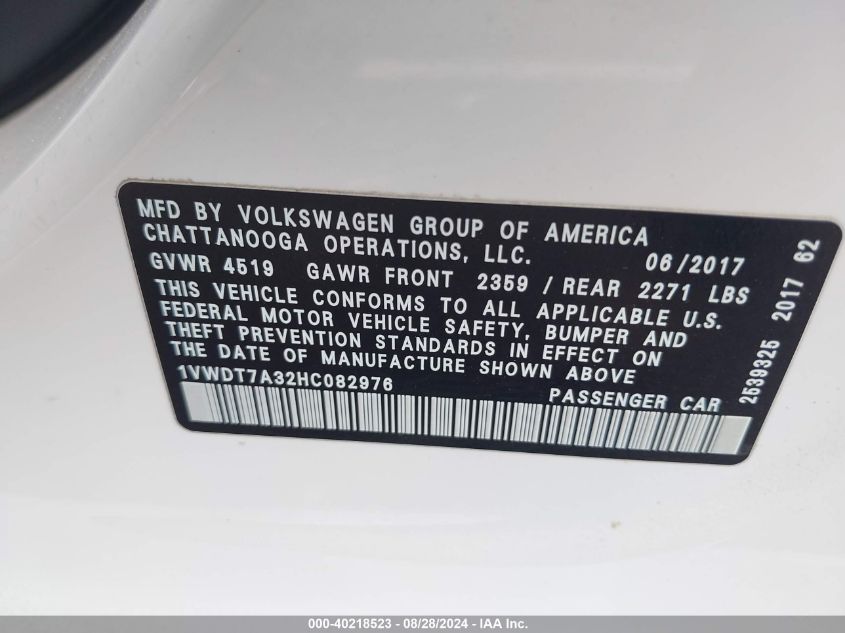 MFD BY VOLKSWAGEN GROUP OF AMERICA
CHATTANOOGA OPERATIONS, LLC. 06/2017
GVWR 4519 GAWR FRONT 2359 / REAR 2271 LBS
THIS VEHICLE CONFORMS TO ALL APPLICABLE U.S.
FEDERAL MOTOR VEHICLE SAFETY, BUMPER AND
THEFT PREVENTION STANDARDS IN EFFECT ON
THE DATE OF MANUFACTURE SHOWN ABOVE
1VWDT7A32HC082976 PASSENGER CAR
2639325 2017 62
000-40218523 - 08/28/2024 - IAA Inc.